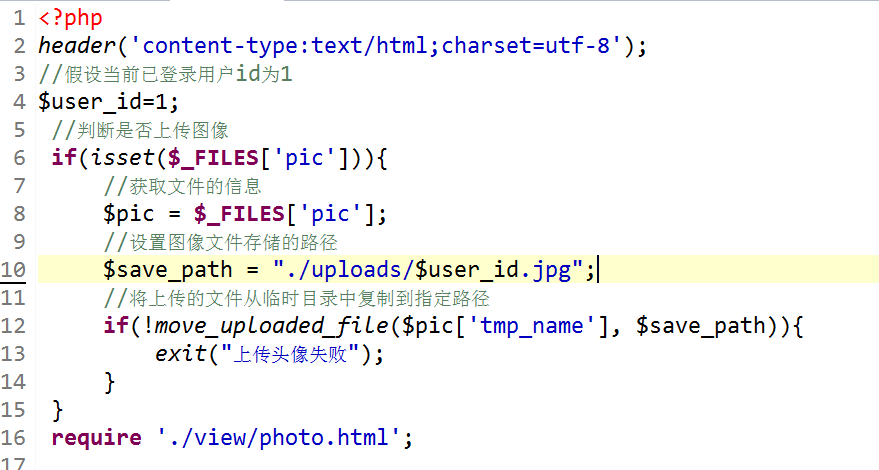 1 <?php
2 header('content-type:text/html;charset=utf-8');
3 //假设当前已登录用户id为1
4 $user_id=1;
5 //判断是否上传图像
6 if(isset($_FILES['pic'])){
7 //获取文件的信息
8 $pic = $_FILES['pic'];
9 //设置图像文件存储的路径
10 $save_path = "./uploads/$user_id.jpg";
11 //将上传的文件从临时目录中复制到指定路径
12 if(!move_uploaded_file($pic['tmp_name'], $save_path)){
13 exit("上传头像失败");
14 }
15 }
16 require './view/photo.html';
17